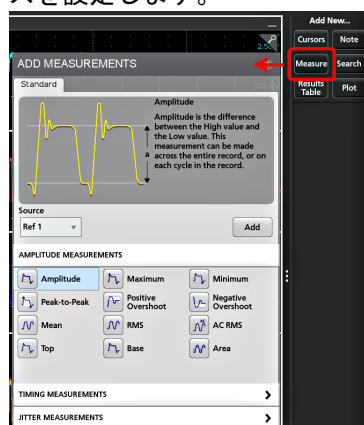 スを設定します。
Add New...
Cursors Note
Measure Search
Results Table Plot
2.50
ADD MEASUREMENTS
Standard
Amplitude
Amplitude is the difference
between the High value and
the Low value. This
measurement can be made
across the entire record, or on
each cycle in the record.
a
Source
Ref 1
Add
AMPLITUDE MEASUREMENTS
Amplitude Maximum Minimum
Peak-to-Peak Positive Overshoot Negative Overshoot
Mean RMS AC RMS
Top Base Area
TIMING MEASUREMENTS
JITTER MEASUREMENTS